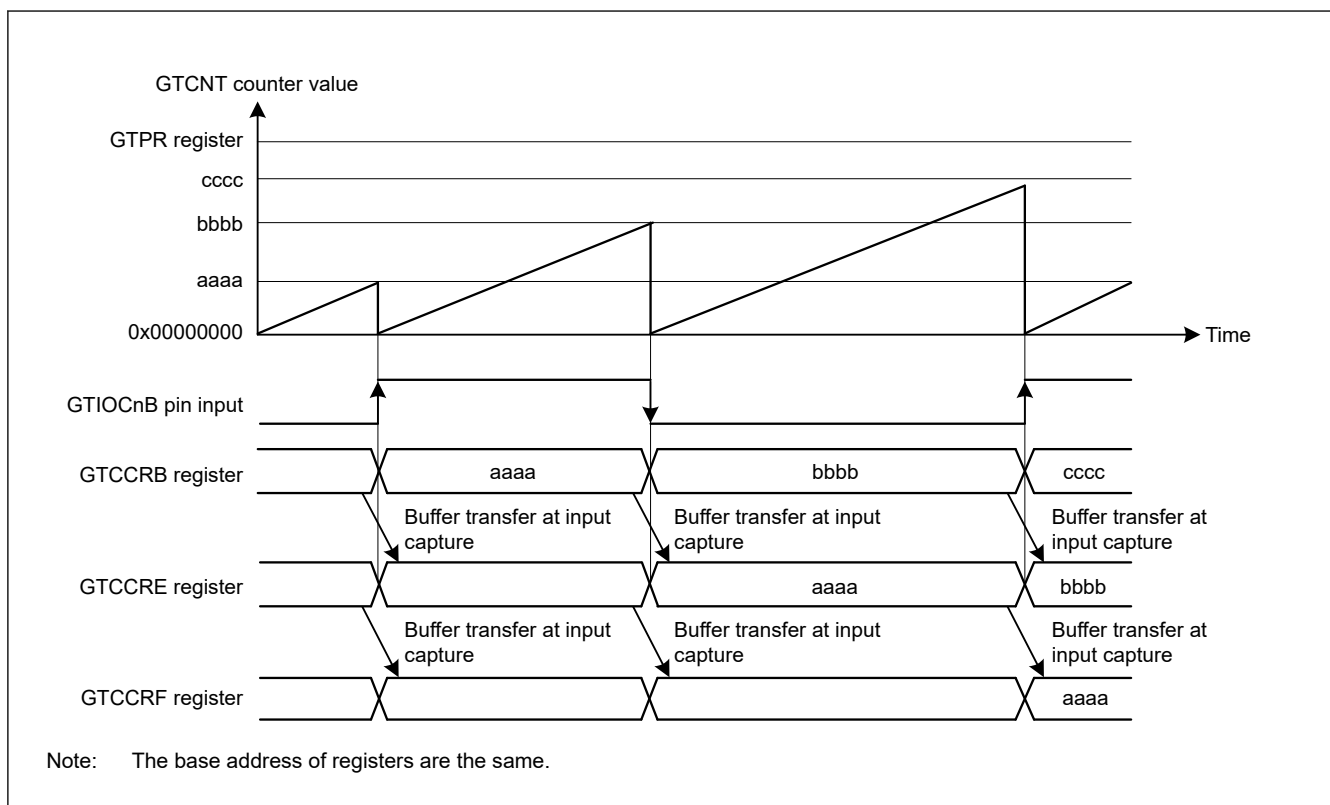 GTCNT counter value
GTPR register
cccc
bbbb
aaaa
0x00000000
Time
GTIOCnB pin input
GTCCRB register
aaaa
bbbb
cccc
Buffer transfer at input
capture
Buffer transfer at input
capture
Buffer transfer at
input capture
GTCCRE register
aaaa
bbbb
Buffer transfer at input
capture
Buffer transfer at input
capture
Buffer transfer at
input capture
GTCCRF register
aaaa
Note: The base address of registers are the same.